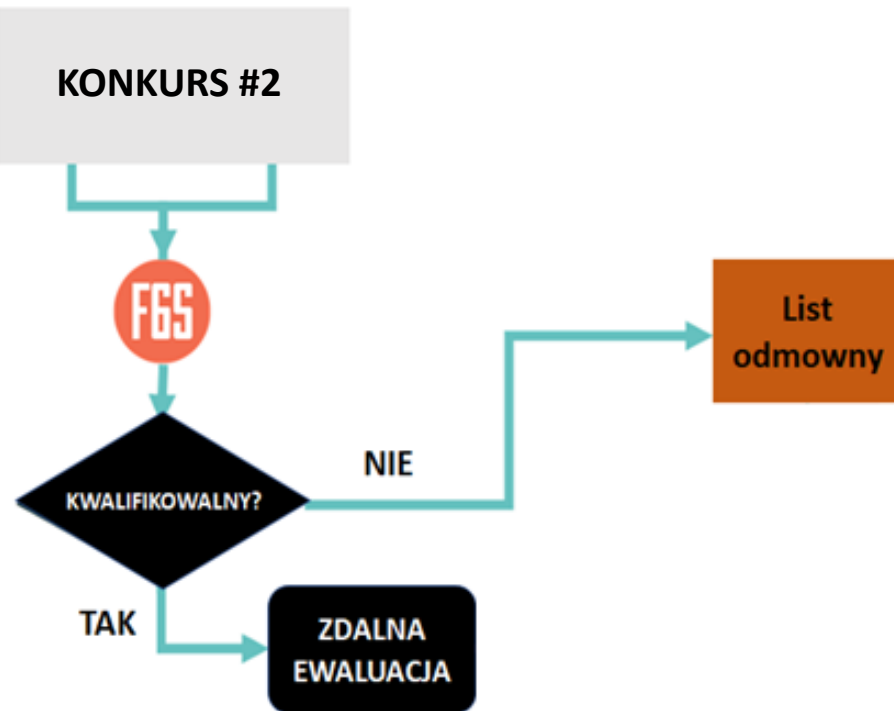 KONKURS #2
F6S
List
odmowny
NIE
KWALIFIKOWALNY?
TAK
ZDALNA
EWALUACJA